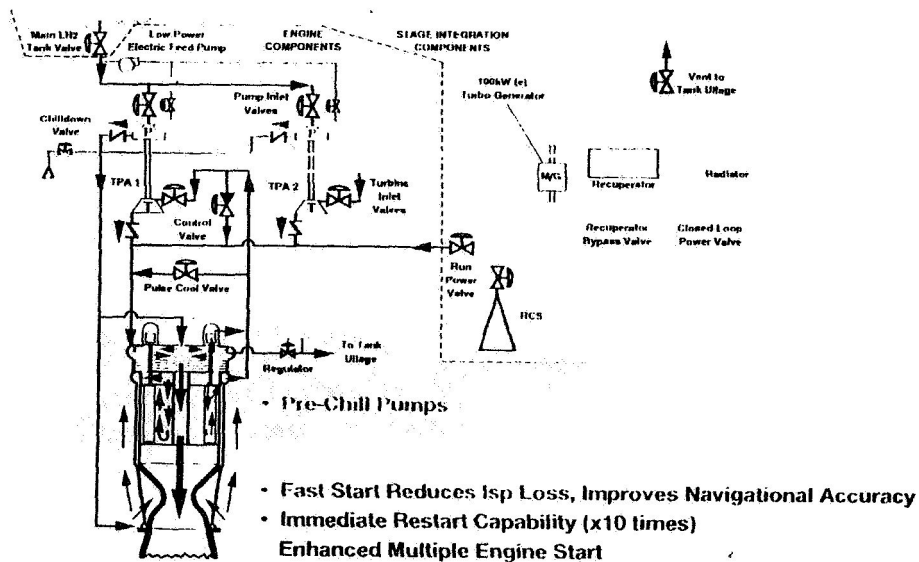 Main LH2
Tank Valve
Low Power
Electric Feed Pump
ENGINE
COMPONENTS
STAGE INTEGRATION
COMPONENTS
100kW (e)
Turbo Generator
Vent to
Tank Ullage
Pump Inlet
Valves
Chilldown
Valve
M/G
Recuperator
Radiator
TPA 1
TPA 2
Turbine
Inlet
Valves
Control
Valve
Recuperator
Bypass Valve
Closed Loop
Power Valve
Run
Power
Valve
Pulse Cool Valve
RCS
To Tank
Ullage
Regulator
• Pre-Chill Pumps
• Fast Start Reduces Isp Loss, Improves Navigational Accuracy
• Immediate Restart Capability (x10 times)
Enhanced Multiple Engine Start